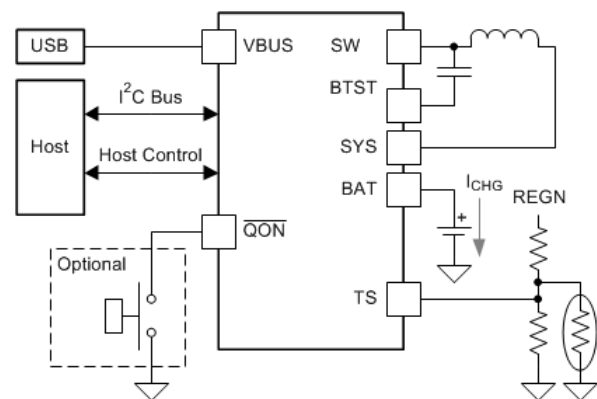 USB
VBUS
SW
I²C Bus
BTST
Host
SYS
Host Control
BAT
I_CHG
REGN
QON
+
Optional
TS